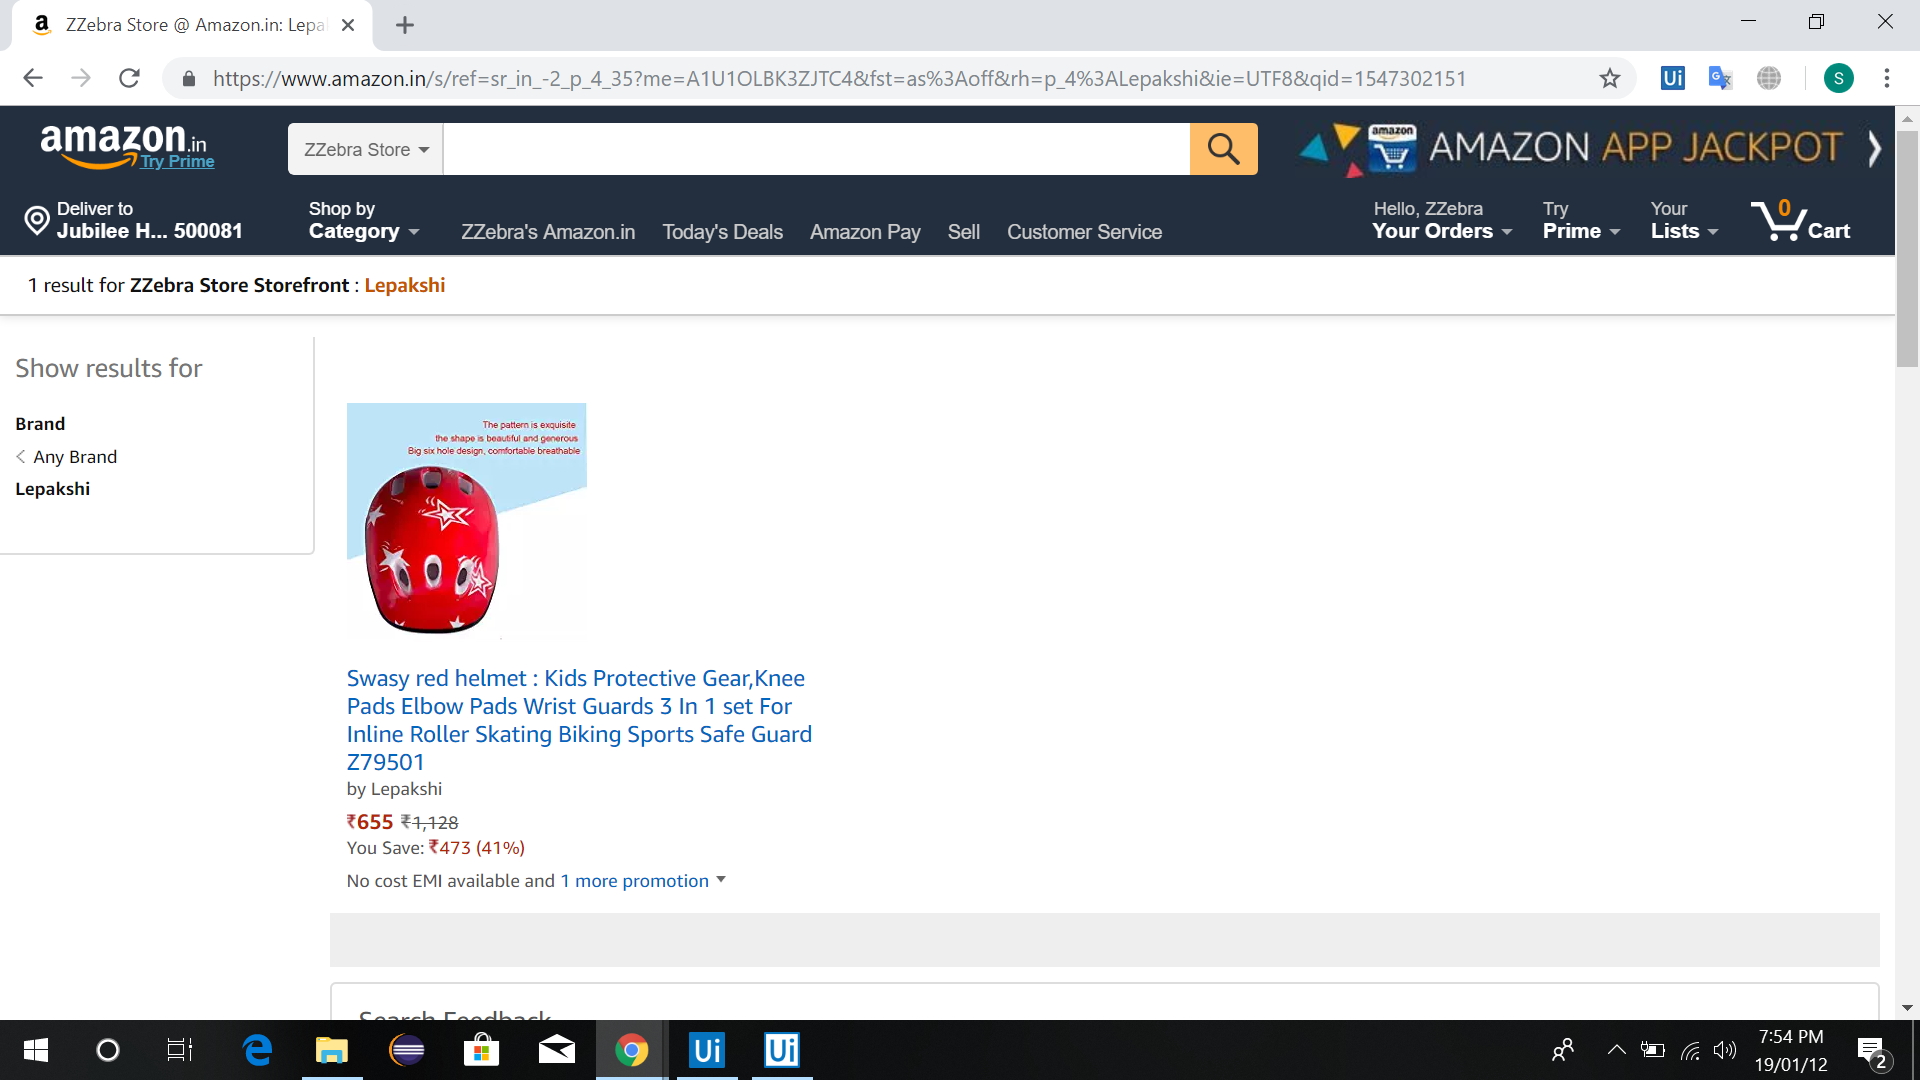 ZZebra Store @ Amazon.in: Lepa
https://www.amazon.in/s/ref=sr_in_-2_p_4_35?me=A1U1OLBK3ZJTC4&fst=as%3Aoff&rh=p_4%3ALepakshi&ie=UTF8&qid=1547302151
Ui
S
amazon.in
Try Prime
ZZebra Store
amazon
AMAZON APP JACKPOT
Deliver to
Jubilee H... 500081
Shop by
Category
ZZebra's Amazon.in
Today's Deals
Amazon Pay
Sell
Customer Service
Hello, ZZebra
Your Orders
Try
Prime
Your
Lists
0
Cart
1 result for ZZebra Store Storefront : Lepakshi
Show results for
Brand
Any Brand
Lepakshi
The pattern is exquisite
the shape is beautiful and generous
Big six hole design, comfortable breathable
Swasy red helmet : Kids Protective Gear,Knee
Pads Elbow Pads Wrist Guards 3 In 1 set For
Inline Roller Skating Biking Sports Safe Guard
Z79501
by Lepakshi
₹655 ₹1,128
You Save: ₹473 (41%)
No cost EMI available and 1 more promotion
Search Feedback
Ui
Ui
7:54 PM
19/01/12
2